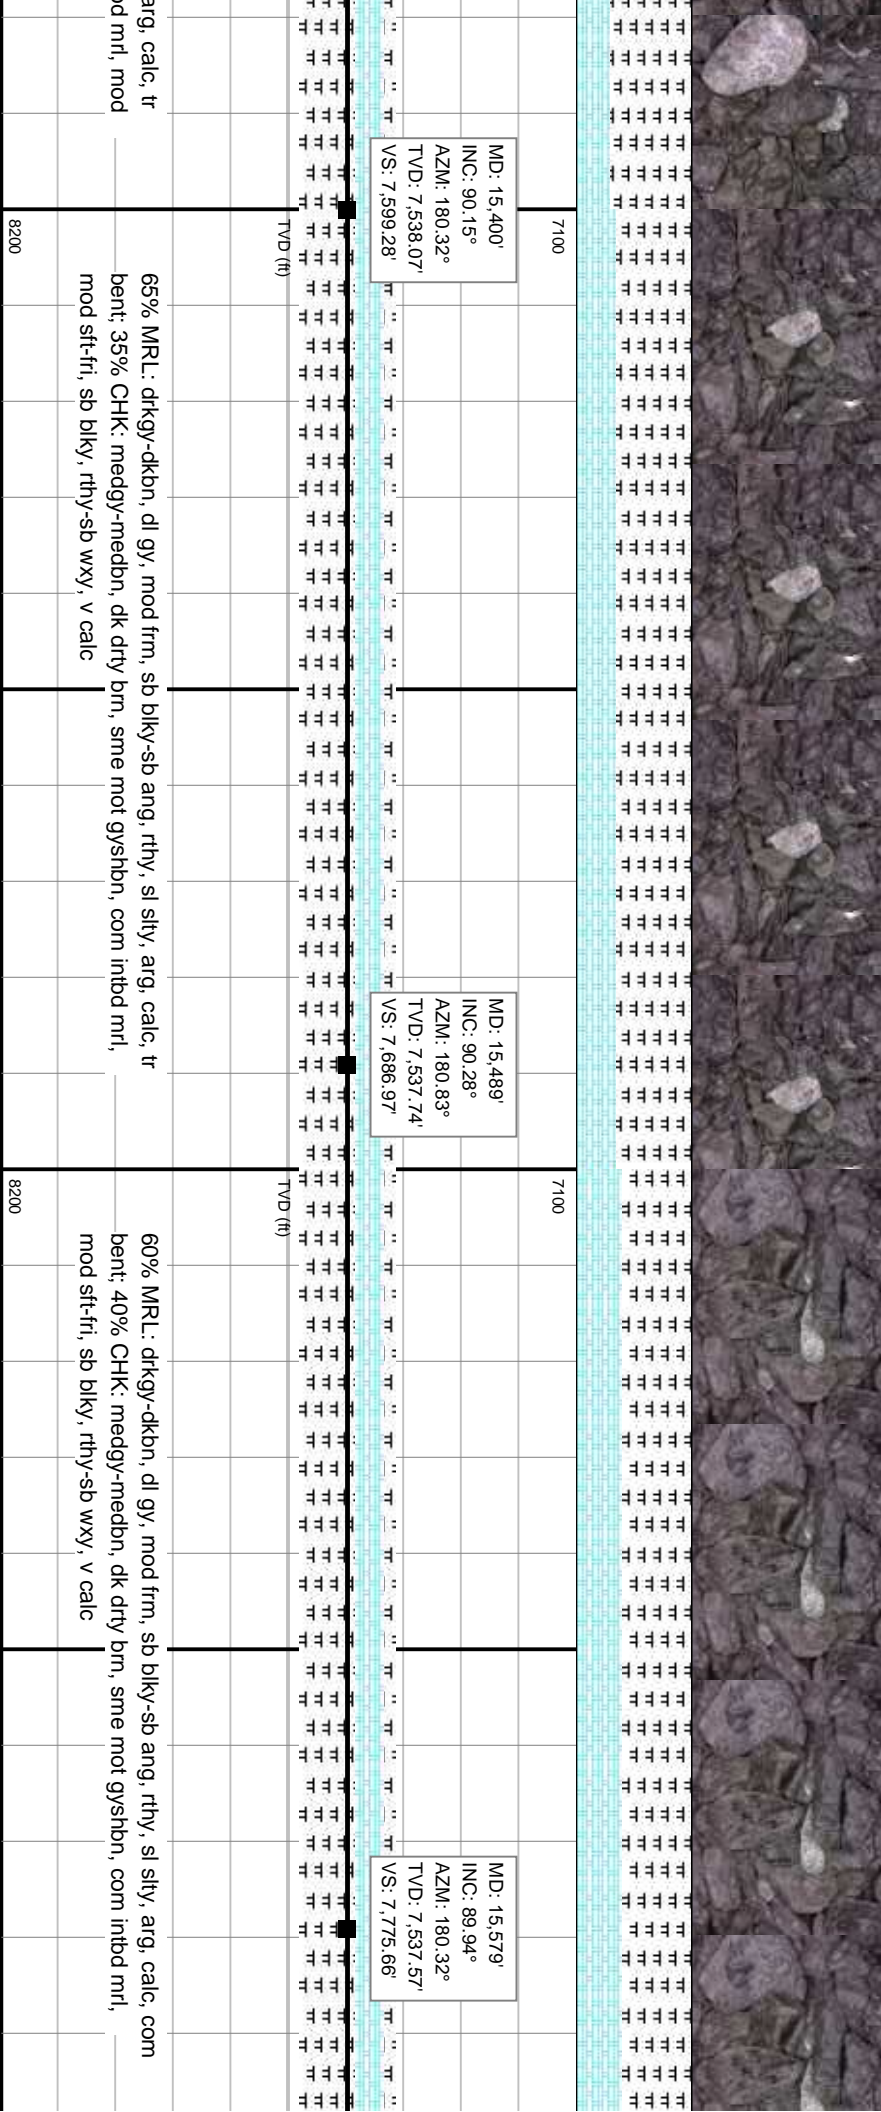 arg, calc, tr
od mrl, mod
MD: 15,400'
INC: 90.15°
AZM: 180.32°
TVD: 7,538.07'
VS: 7,599.28'
7100
TVD (ft)
8200
65% MRL: drkgy-dkbn, dl gy, mod frm, sb blky-sb ang, rthy, sl slty, arg, calc, tr
bent; 35% CHK: medgy-medbn, dk drty brn, sme mot gyshbn, com intbd mrl,
mod sft-fri, sb blky, rthy-sb wxy, v calc
MD: 15,489'
INC: 90.28°
AZM: 180.83°
TVD: 7,537.74'
VS: 7,686.97'
7100
TVD (ft)
8200
60% MRL: drkgy-dkbn, dl gy, mod frm, sb blky-sb ang, rthy, sl slty, arg, calc, com
bent; 40% CHK: medgy-medbn, dk drty brn, sme mot gyshbn, com intbd mrl,
mod sft-fri, sb blky, rthy-sb wxy, v calc
MD: 15,579'
INC: 89.94°
AZM: 180.32°
TVD: 7,537.57'
VS: 7,775.66'